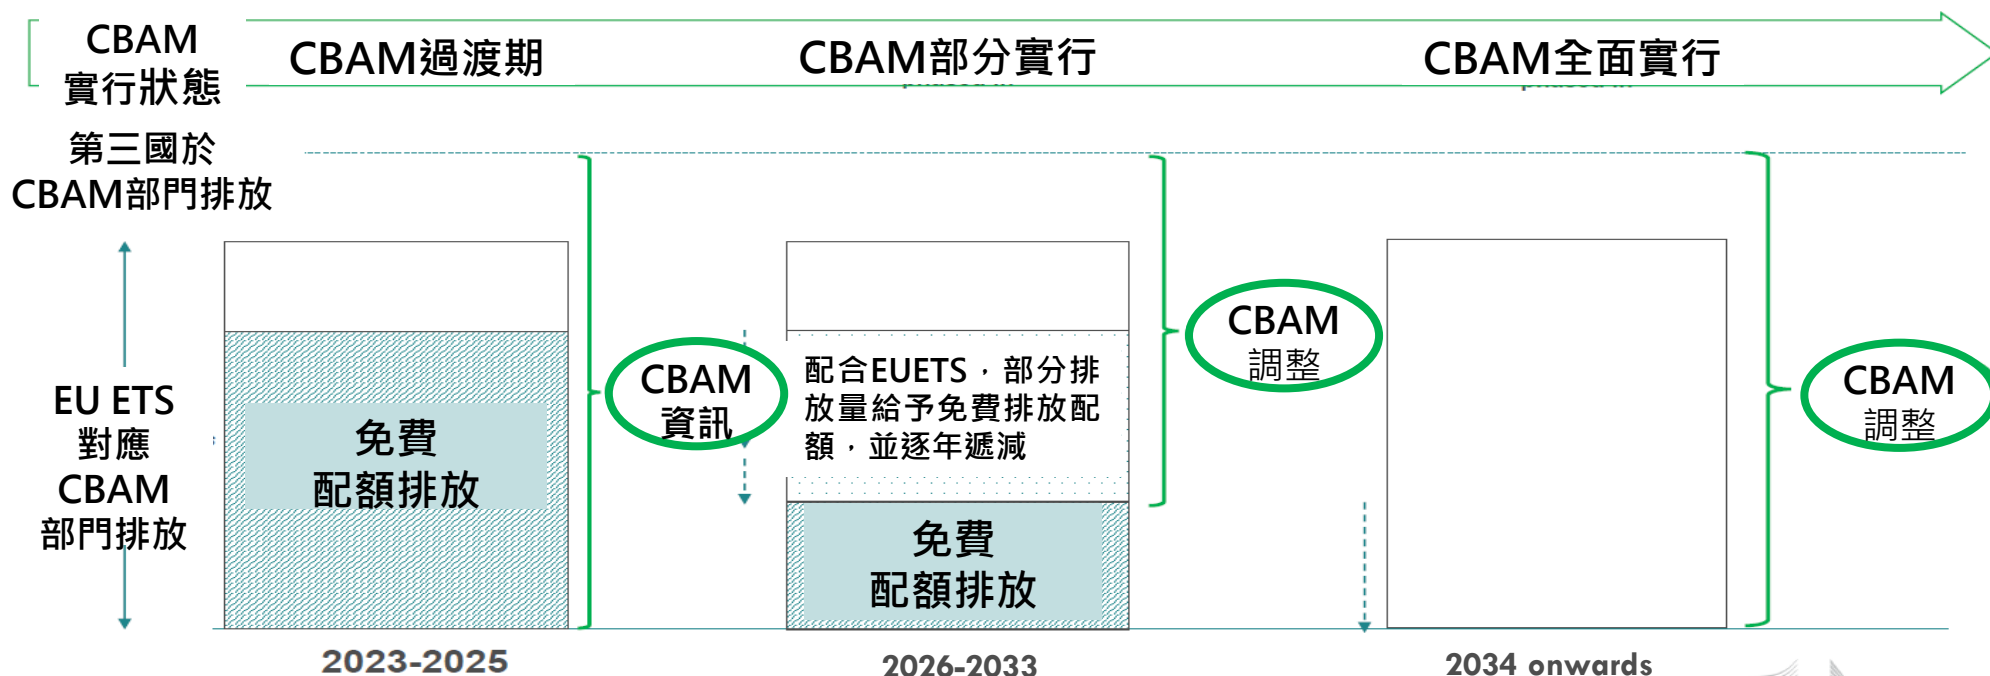 CBAM
實行狀態
CBAM過渡期
CBAM部分實行
CBAM全面實行
第三國於
CBAM部門排放
EU ETS
對應
CBAM
部門排放
免費
配額排放
CBAM
資訊
配合EUETS，部分排
放量給予免費排放配
額，並逐年遞減
免費
配額排放
CBAM
調整
CBAM
調整
2023-2025
2026-2033
2034 onwards